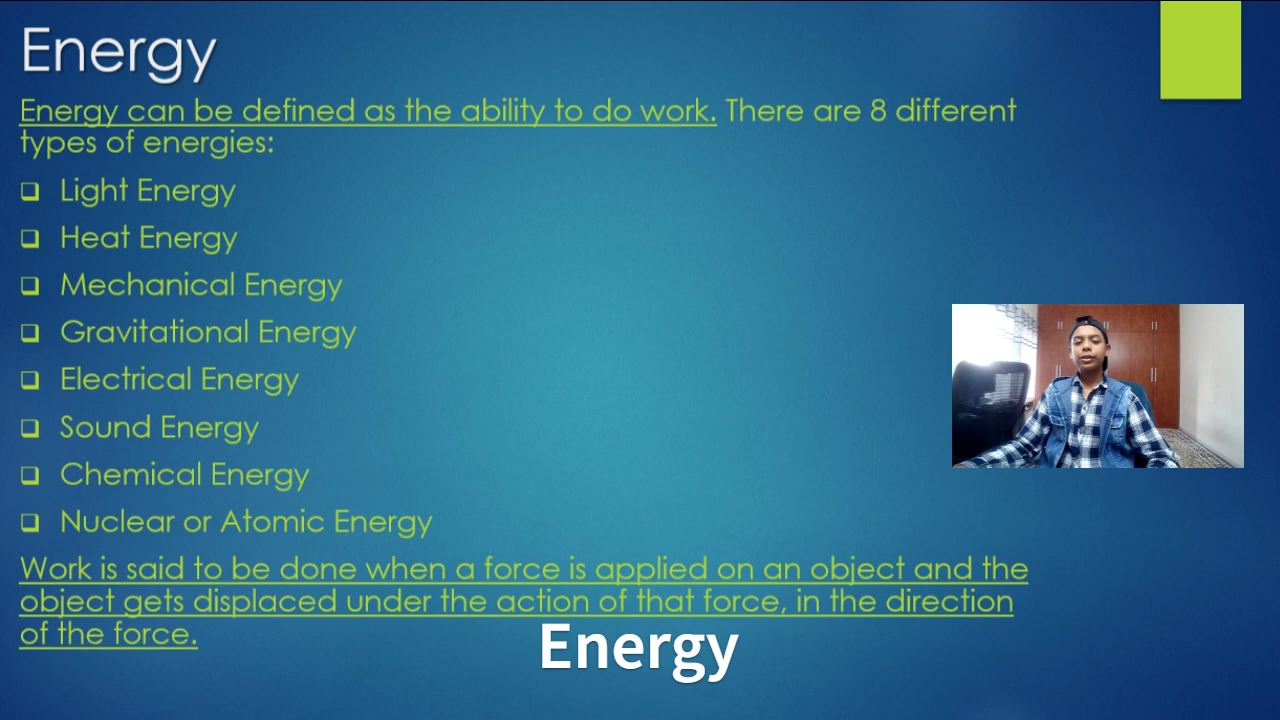 Energy
Energy can be defined as the ability to do work. There are 8 different
types of energies:
Light Energy
Heat Energy
Mechanical Energy
Gravitational Energy
Electrical Energy
Sound Energy
Chemical Energy
Nuclear or Atomic Energy
Work is said to be done when a force is applied on an object and the
object gets displaced under the action of that force, in the direction
of the force.
Energy